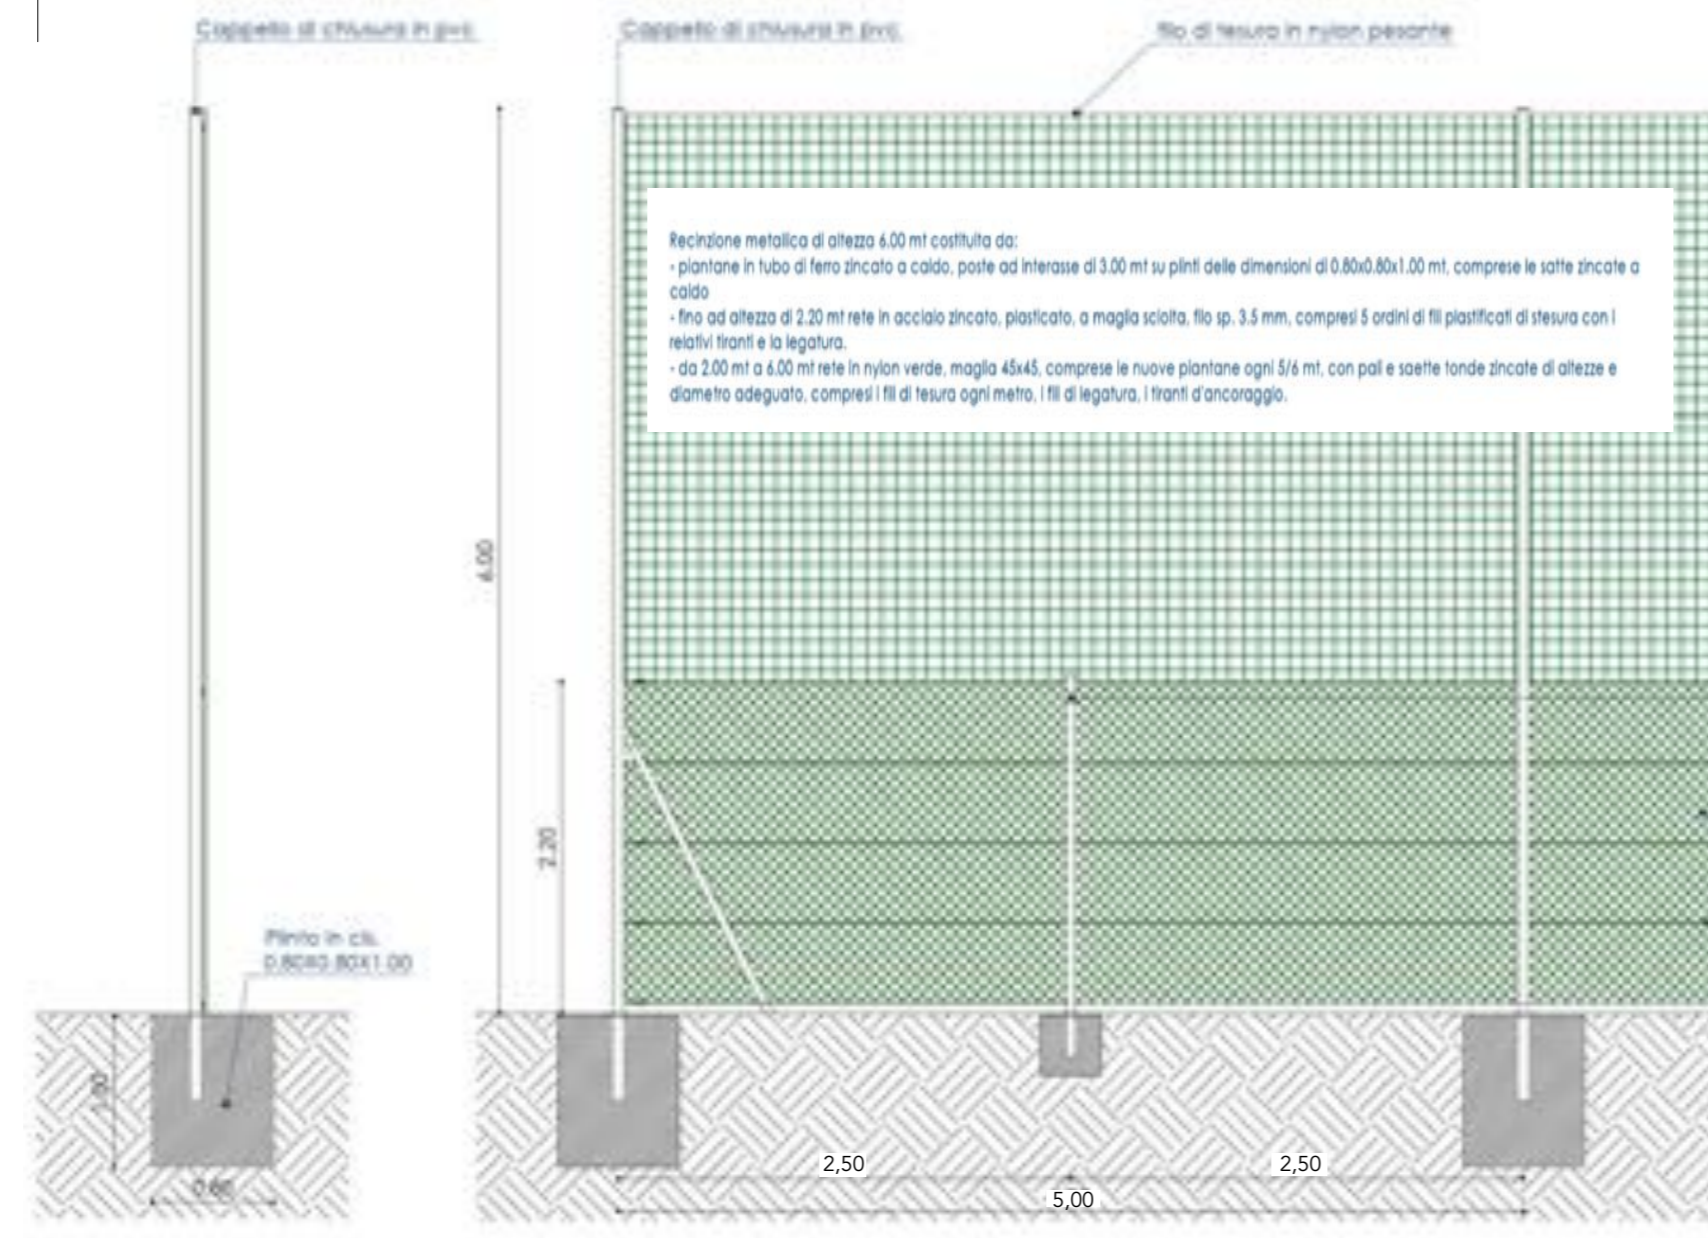 Cappello di chiusura in pvc
Cappello di chiusura in pvc
filo di tesura in nylon pesante
Recinzione metallica di altezza 6.00 mt costituita da:
- piantane in tubo di ferro zincato a caldo, poste ad interasse di 3.00 mt su plinti delle dimensioni di 0.80x0.80x1.00 mt, comprese le satte zincate a
caldo
- fino ad altezza di 2.20 mt rete in acciaio zincato, plasticato, a maglia sciolta, filo sp. 3.5 mm, compresi 5 ordini di fili plastificati di stesura con i
relativi tiranti e la legatura.
- da 2.00 mt a 6.00 mt rete in nylon verde, maglia 45x45, comprese le nuove piantane ogni 5/6 mt, con pali e saette tonde zincate di altezze e
diametro adeguato, compresi i fili di tesura ogni metro, i fili di legatura, i tiranti d'ancoraggio.
6.00
2.20
Plinto in cls.
0.80X0.80X1.00
1.00
0.80
2,50
2,50
5,00